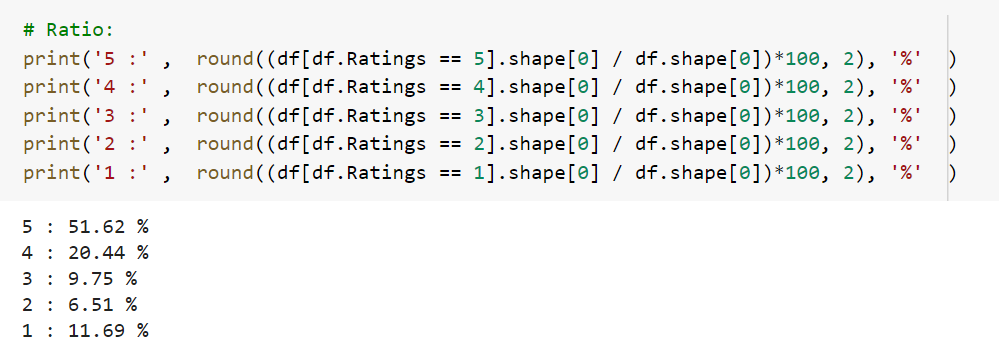 # Ratio:
print('5 :' ,  round((df[df.Ratings == 5].shape[0] / df.shape[0])*100, 2), '%'  )
print('4 :' ,  round((df[df.Ratings == 4].shape[0] / df.shape[0])*100, 2), '%'  )
print('3 :' ,  round((df[df.Ratings == 3].shape[0] / df.shape[0])*100, 2), '%'  )
print('2 :' ,  round((df[df.Ratings == 2].shape[0] / df.shape[0])*100, 2), '%'  )
print('1 :' ,  round((df[df.Ratings == 1].shape[0] / df.shape[0])*100, 2), '%'  )
5 : 51.62 %
4 : 20.44 %
3 : 9.75 %
2 : 6.51 %
1 : 11.69 %